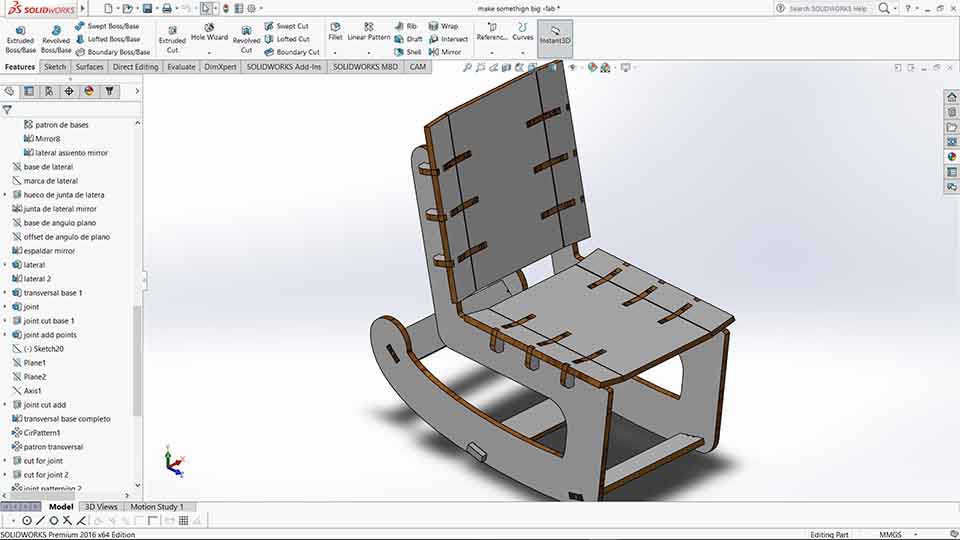 SOLIDWORKS
make somethign big -fab *
Search SOLIDWORKS Help
Extruded Boss/Base
Revolved Boss/Base
Swept Boss/Base
Lofted Boss/Base
Boundary Boss/Base
Extruded Cut
Hole Wizard
Revolved Cut
Swept Cut
Lofted Cut
Boundary Cut
Fillet
Linear Pattern
Rib
Draft
Shell
Wrap
Intersect
Mirror
Referenc...
Curves
Instant3D
Features
Sketch
Surfaces
Direct Editing
Evaluate
DimXpert
SOLIDWORKS Add-Ins
SOLIDWORKS MBD
CAM
patron de bases
Mirror8
lateral assiento mirror
base de lateral
marca de lateral
hueco de junta de latera
junta de lateral mirror
base de angulo plano
offset de angulo de plano
espaldar mirror
lateral
lateral 2
transversal base 1
joint
joint cut base 1
joint add points
(-) Sketch20
Plane1
Plane2
Axis1
joint cut add
transversal base completo
CirPattern1
patron transversal
cut for joint
cut for joint 2
joint patterning 2
Model
3D Views
Motion Study 1
SOLIDWORKS Premium 2016 x64 Edition
Editing Part
MMGS